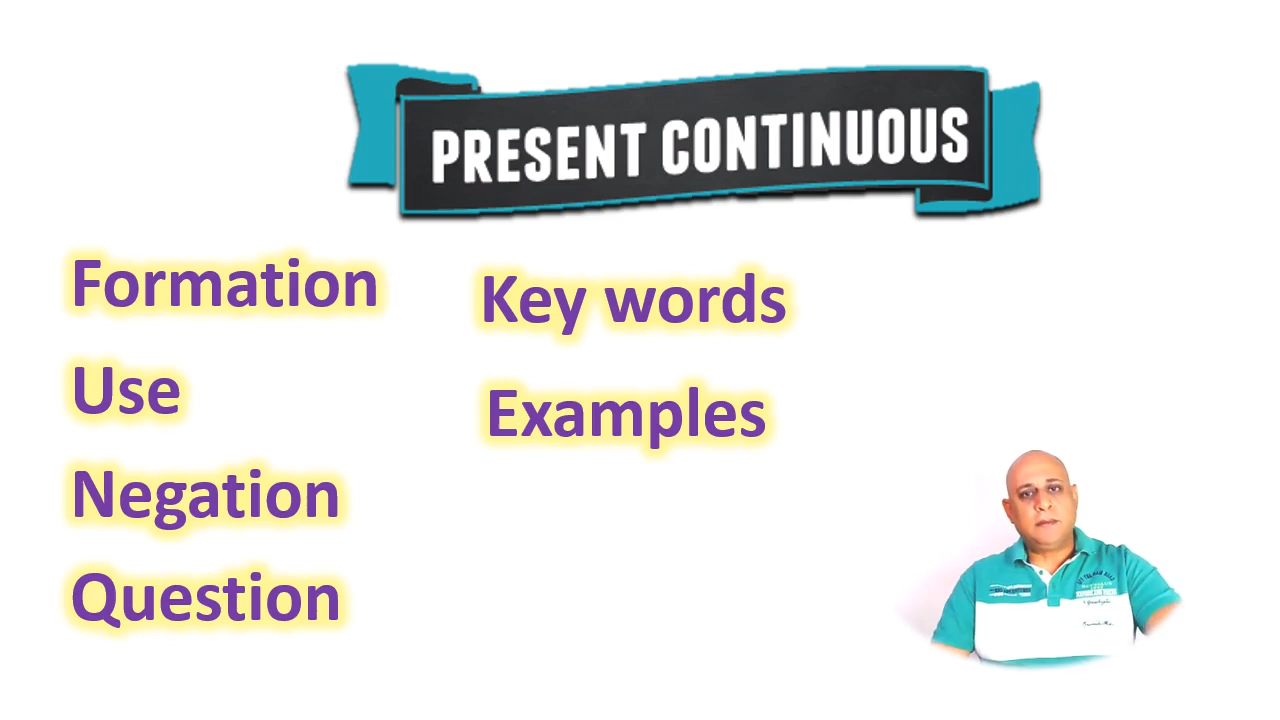 PRESENT CONTINUOUS
Formation
Use
Negation
Question
Key words
Examples